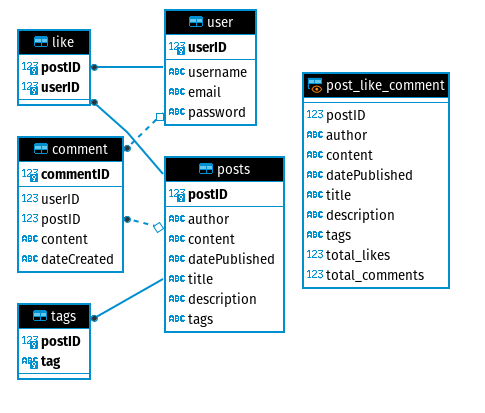 like
123 postID
123 userID
user
123 userID
ABC username
ABC email
ABC password
comment
123 commentID
123 userID
123 postID
ABC content
ABC dateCreated
posts
123 postID
ABC author
ABC content
ABC datePublished
ABC title
ABC description
ABC tags
tags
123 postID
ABC tag
post_like_comment
123 postID
ABC author
ABC content
ABC datePublished
ABC title
ABC description
ABC tags
123 total_likes
123 total_comments